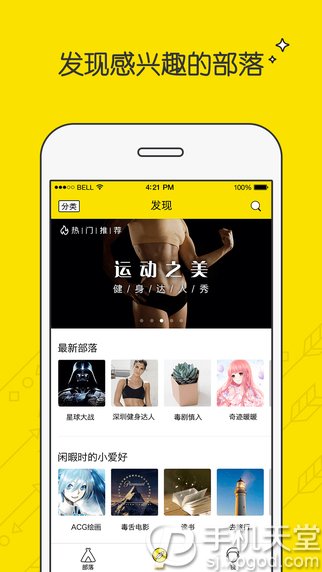 发现感兴趣的部落
BELL
4:21 PM
100%
分类
发现
热|门|推|荐
运动之美
健/身/达/人/秀
最新部落
星球大战
深圳健身达人
毒剧慎入
奇迹暖暖
闲暇时的小爱好
PARAMOUNT
ACG绘画
毒舌电影
读书
去旅行
部落
手机天堂
sj.xpgod.com